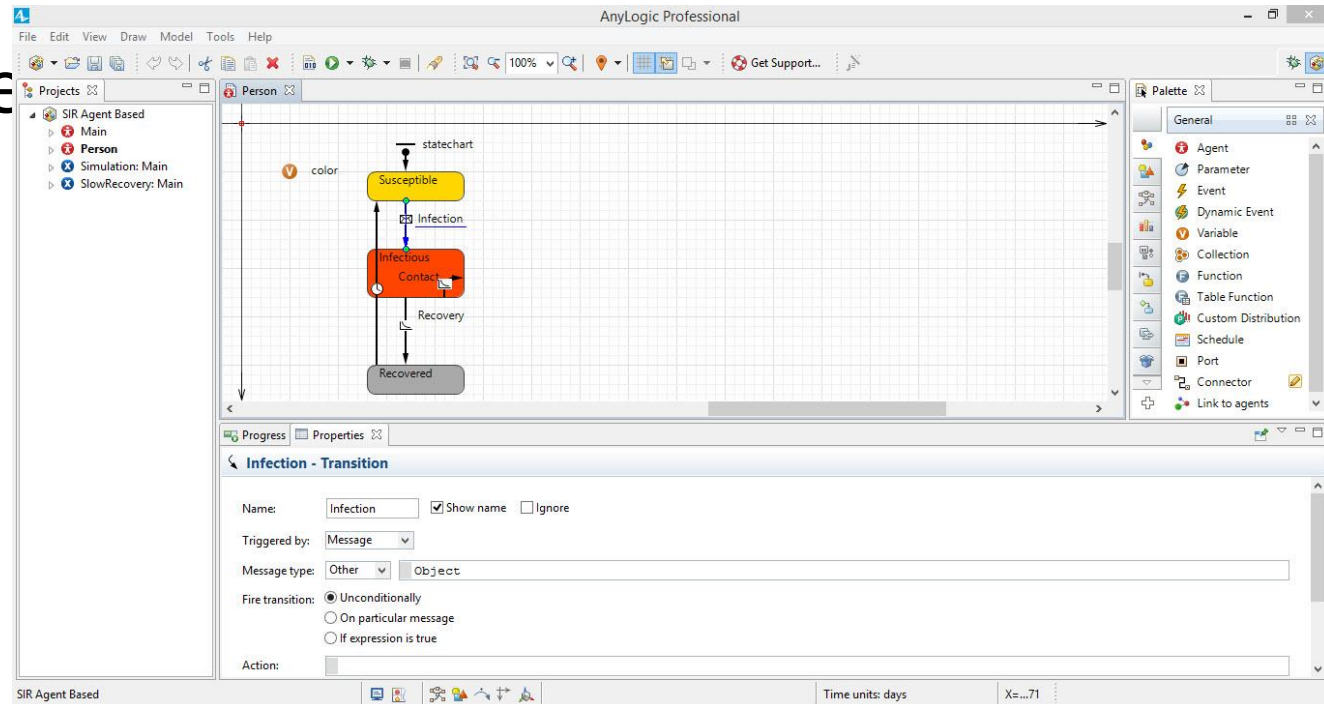 AnyLogic Professional
File Edit View Draw Model Tools Help
100%
Get Support...
e
Projects
SIR Agent Based
Main
Person
Simulation: Main
SlowRecovery: Main
Person
statechart
color
Susceptible
Infection
Infectious
Contact
Recovery
Recovered
Palette
General
Agent
Parameter
Event
Dynamic Event
Variable
Collection
Function
Table Function
Custom Distribution
Schedule
Port
Connector
Link to agents
Progress Properties
Infection - Transition
Name: Infection Show name Ignore
Triggered by: Message
Message type: Other Object
Fire transition: Unconditionally
On particular message
If expression is true
Action:
SIR Agent Based Time units: days X=...71